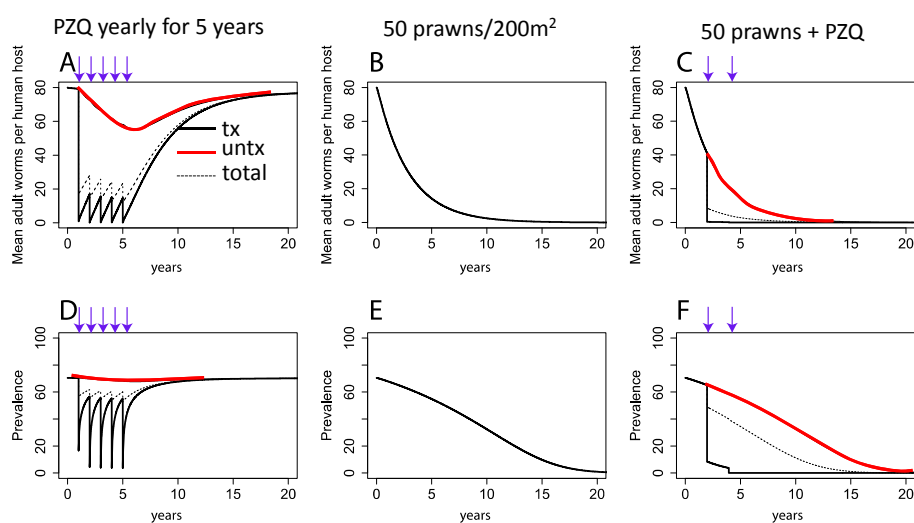 PZQ yearly for 5 years
50 prawns/200m²
50 prawns + PZQ
A
Mean adult worms per human host
80
60
40
20
0
tx
untx
total
0 5 10 15 20
years
B
Mean adult worms per human host
80
60
40
20
0
0 5 10 15 20
years
C
Mean adult worms per human host
80
60
40
20
0
0 5 10 15 20
years
D
Prevalence
100
60
20
0
0 5 10 15 20
years
E
Prevalence
100
60
20
0
0 5 10 15 20
years
F
Prevalence
100
60
20
0
0 5 10 15 20
years